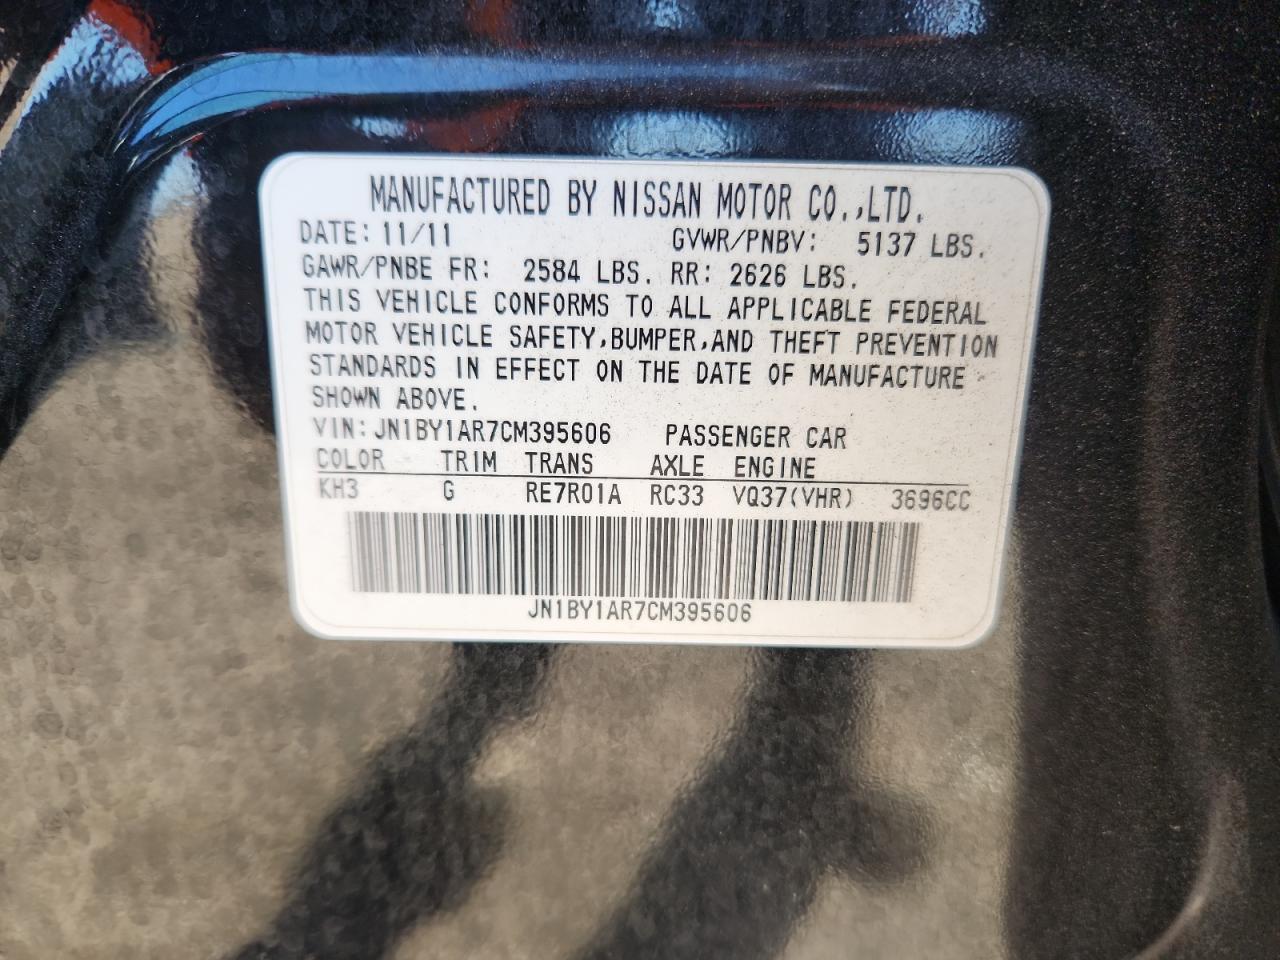 MANUFACTURED BY NISSAN MOTOR CO.,LTD.
DATE: 11/11 GVWR/PNBV: 5137 LBS.
GAWR/PNBE FR: 2584 LBS. RR: 2626 LBS.
THIS VEHICLE CONFORMS TO ALL APPLICABLE FEDERAL
MOTOR VEHICLE SAFETY,BUMPER,AND THEFT PREVENTION
STANDARDS IN EFFECT ON THE DATE OF MANUFACTURE
SHOWN ABOVE.
VIN: JN1BY1AR7CM395606 PASSENGER CAR
COLOR TRIM TRANS AXLE ENGINE
KH3 G RE7R01A RC33 VQ37(VHR) 3696CC
JN1BY1AR7CM395606